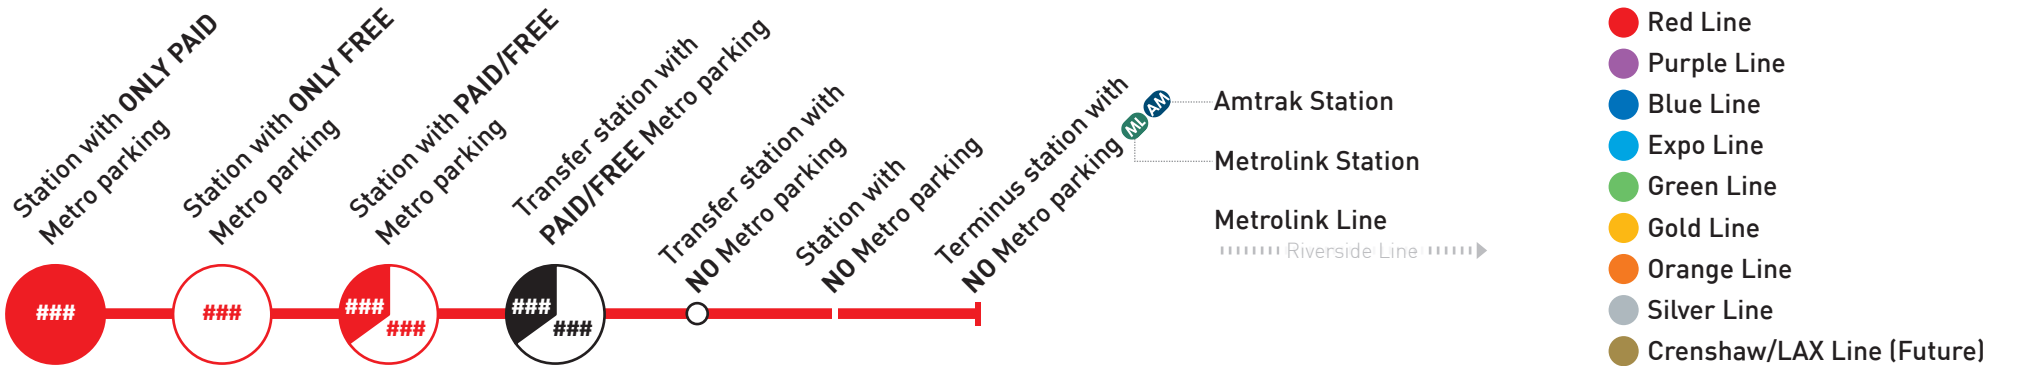 Station with ONLY PAID
Metro parking
Station with ONLY FREE
Metro parking
Station with PAID/FREE
Metro parking
Transfer station with
PAID/FREE Metro parking
Transfer station with
NO Metro parking
Station with
NO Metro parking
Terminus station with
NO Metro parking ML AM
###
###
###
###
###
###
Amtrak Station
Metrolink Station
Metrolink Line
Riverside Line
Red Line
Purple Line
Blue Line
Expo Line
Green Line
Gold Line
Orange Line
Silver Line
Crenshaw/LAX Line (Future)